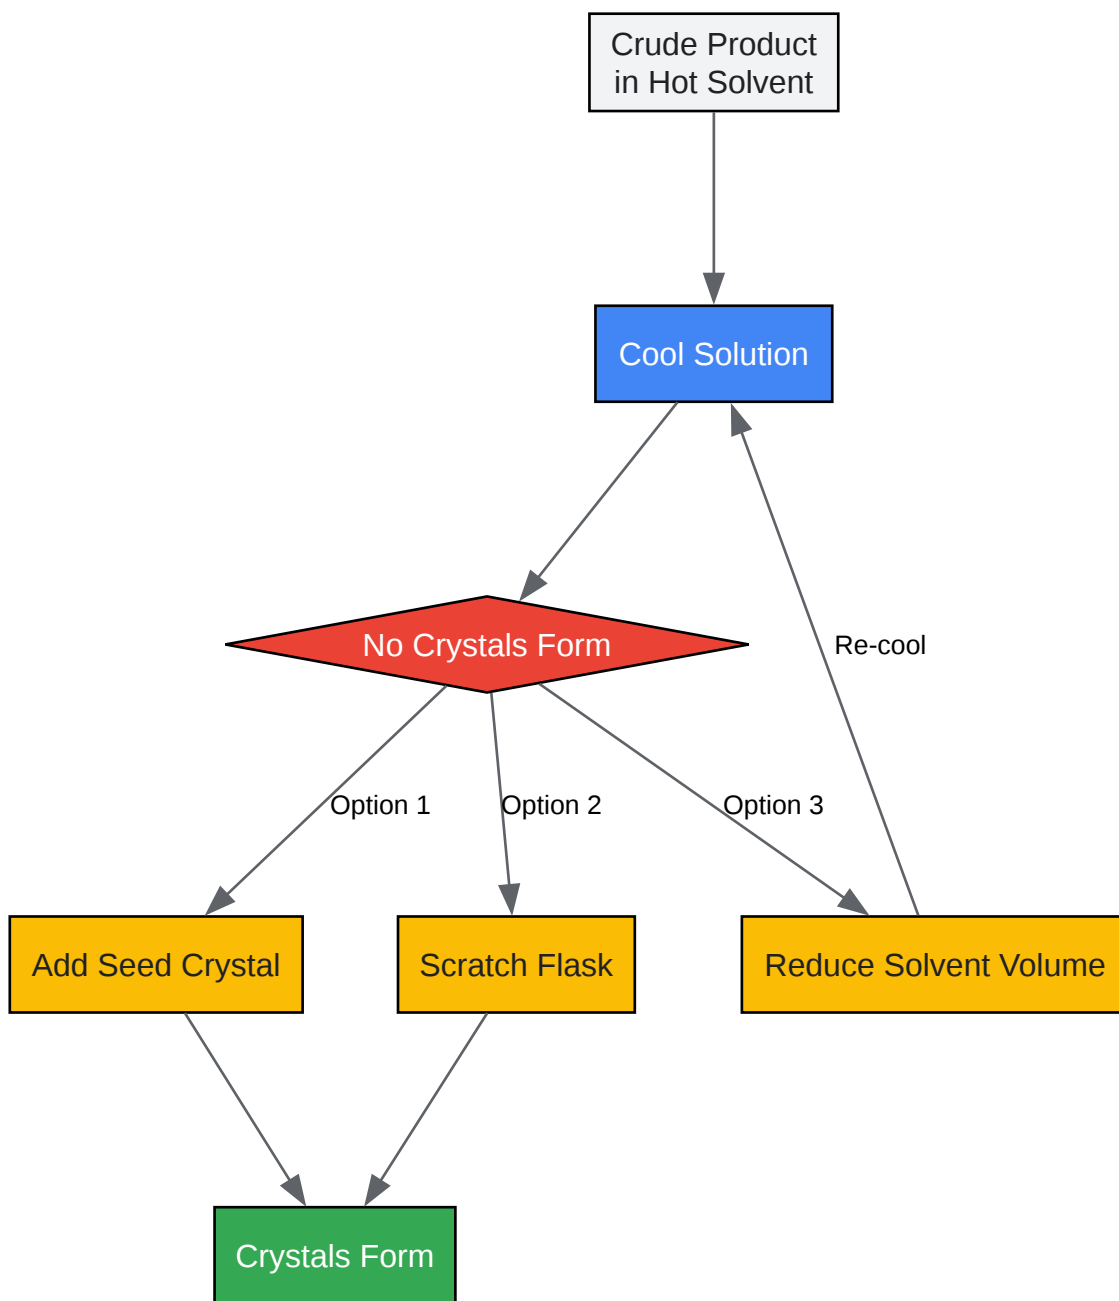 Crude Product
in Hot Solvent
Cool Solution
No Crystals Form
Re-cool
Option 1
Option 2
Option 3
Add Seed Crystal
Scratch Flask
Reduce Solvent Volume
Crystals Form